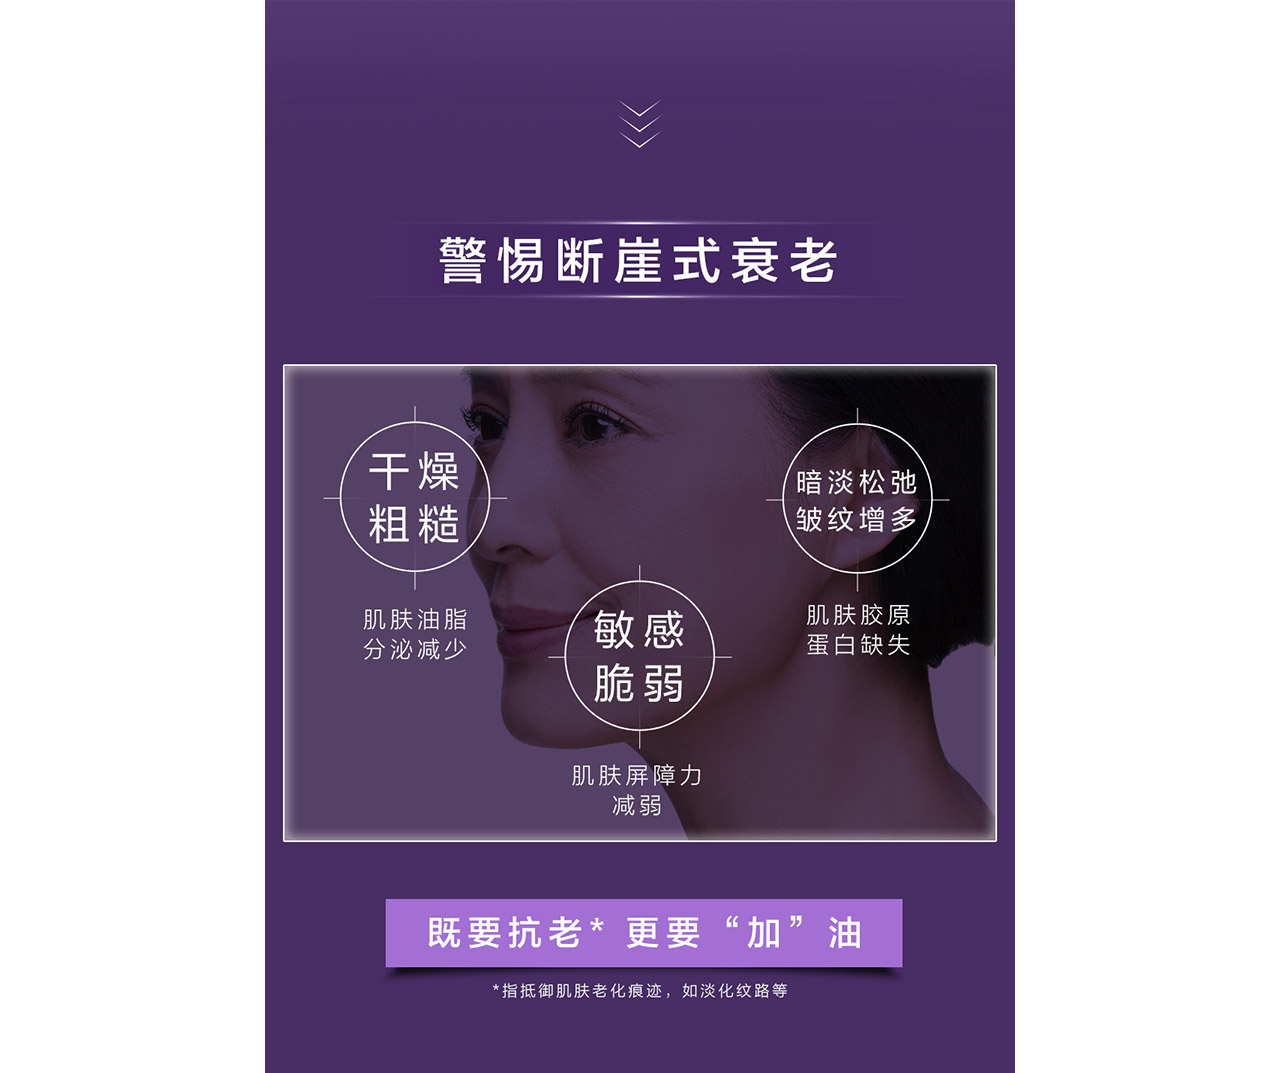 警惕断崖式衰老
干燥
粗糙
肌肤油脂
分泌减少
敏感
脆弱
肌肤屏障力
减弱
暗淡松弛
皱纹增多
肌肤胶原
蛋白缺失
既要抗老* 更要“加”油
*指抵御肌肤老化痕迹，如淡化纹路等